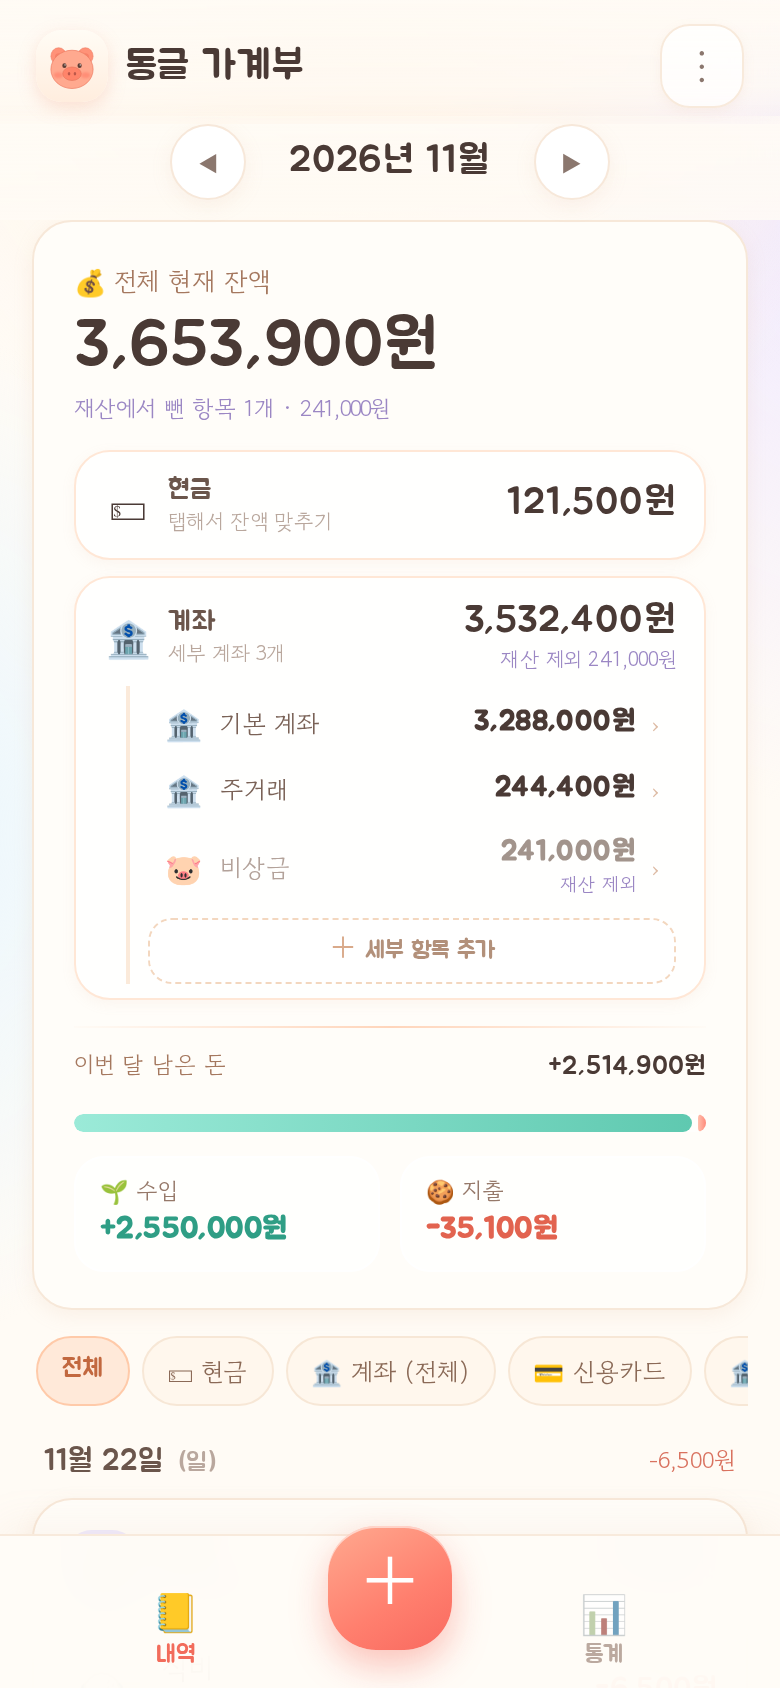 동글 가계부
2026년 11월
전체 현재 잔액
3,653,900원
재산에서 뺀 항목 1개 · 241,000원
현금
탭해서 잔액 맞추기
121,500원
계좌
세부 계좌 3개
3,532,400원
재산 제외 241,000원
기본 계좌
3,288,000원
주거래
244,400원
비상금
241,000원
재산 제외
+ 세부 항목 추가
이번 달 남은 돈
+2,514,900원
수입
+2,550,000원
지출
-35,100원
전체
현금
계좌 (전체)
신용카드
11월 22일 (일)
-6,500원
내역
통계